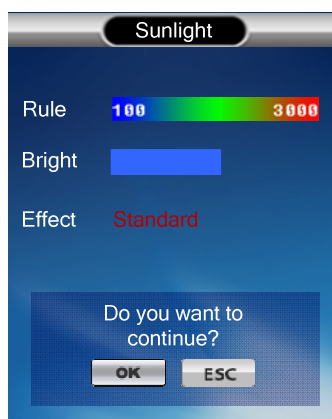 Sunlight
Rule 100 3000
Bright
Effect Standard
Do you want to
continue?
OK ESC